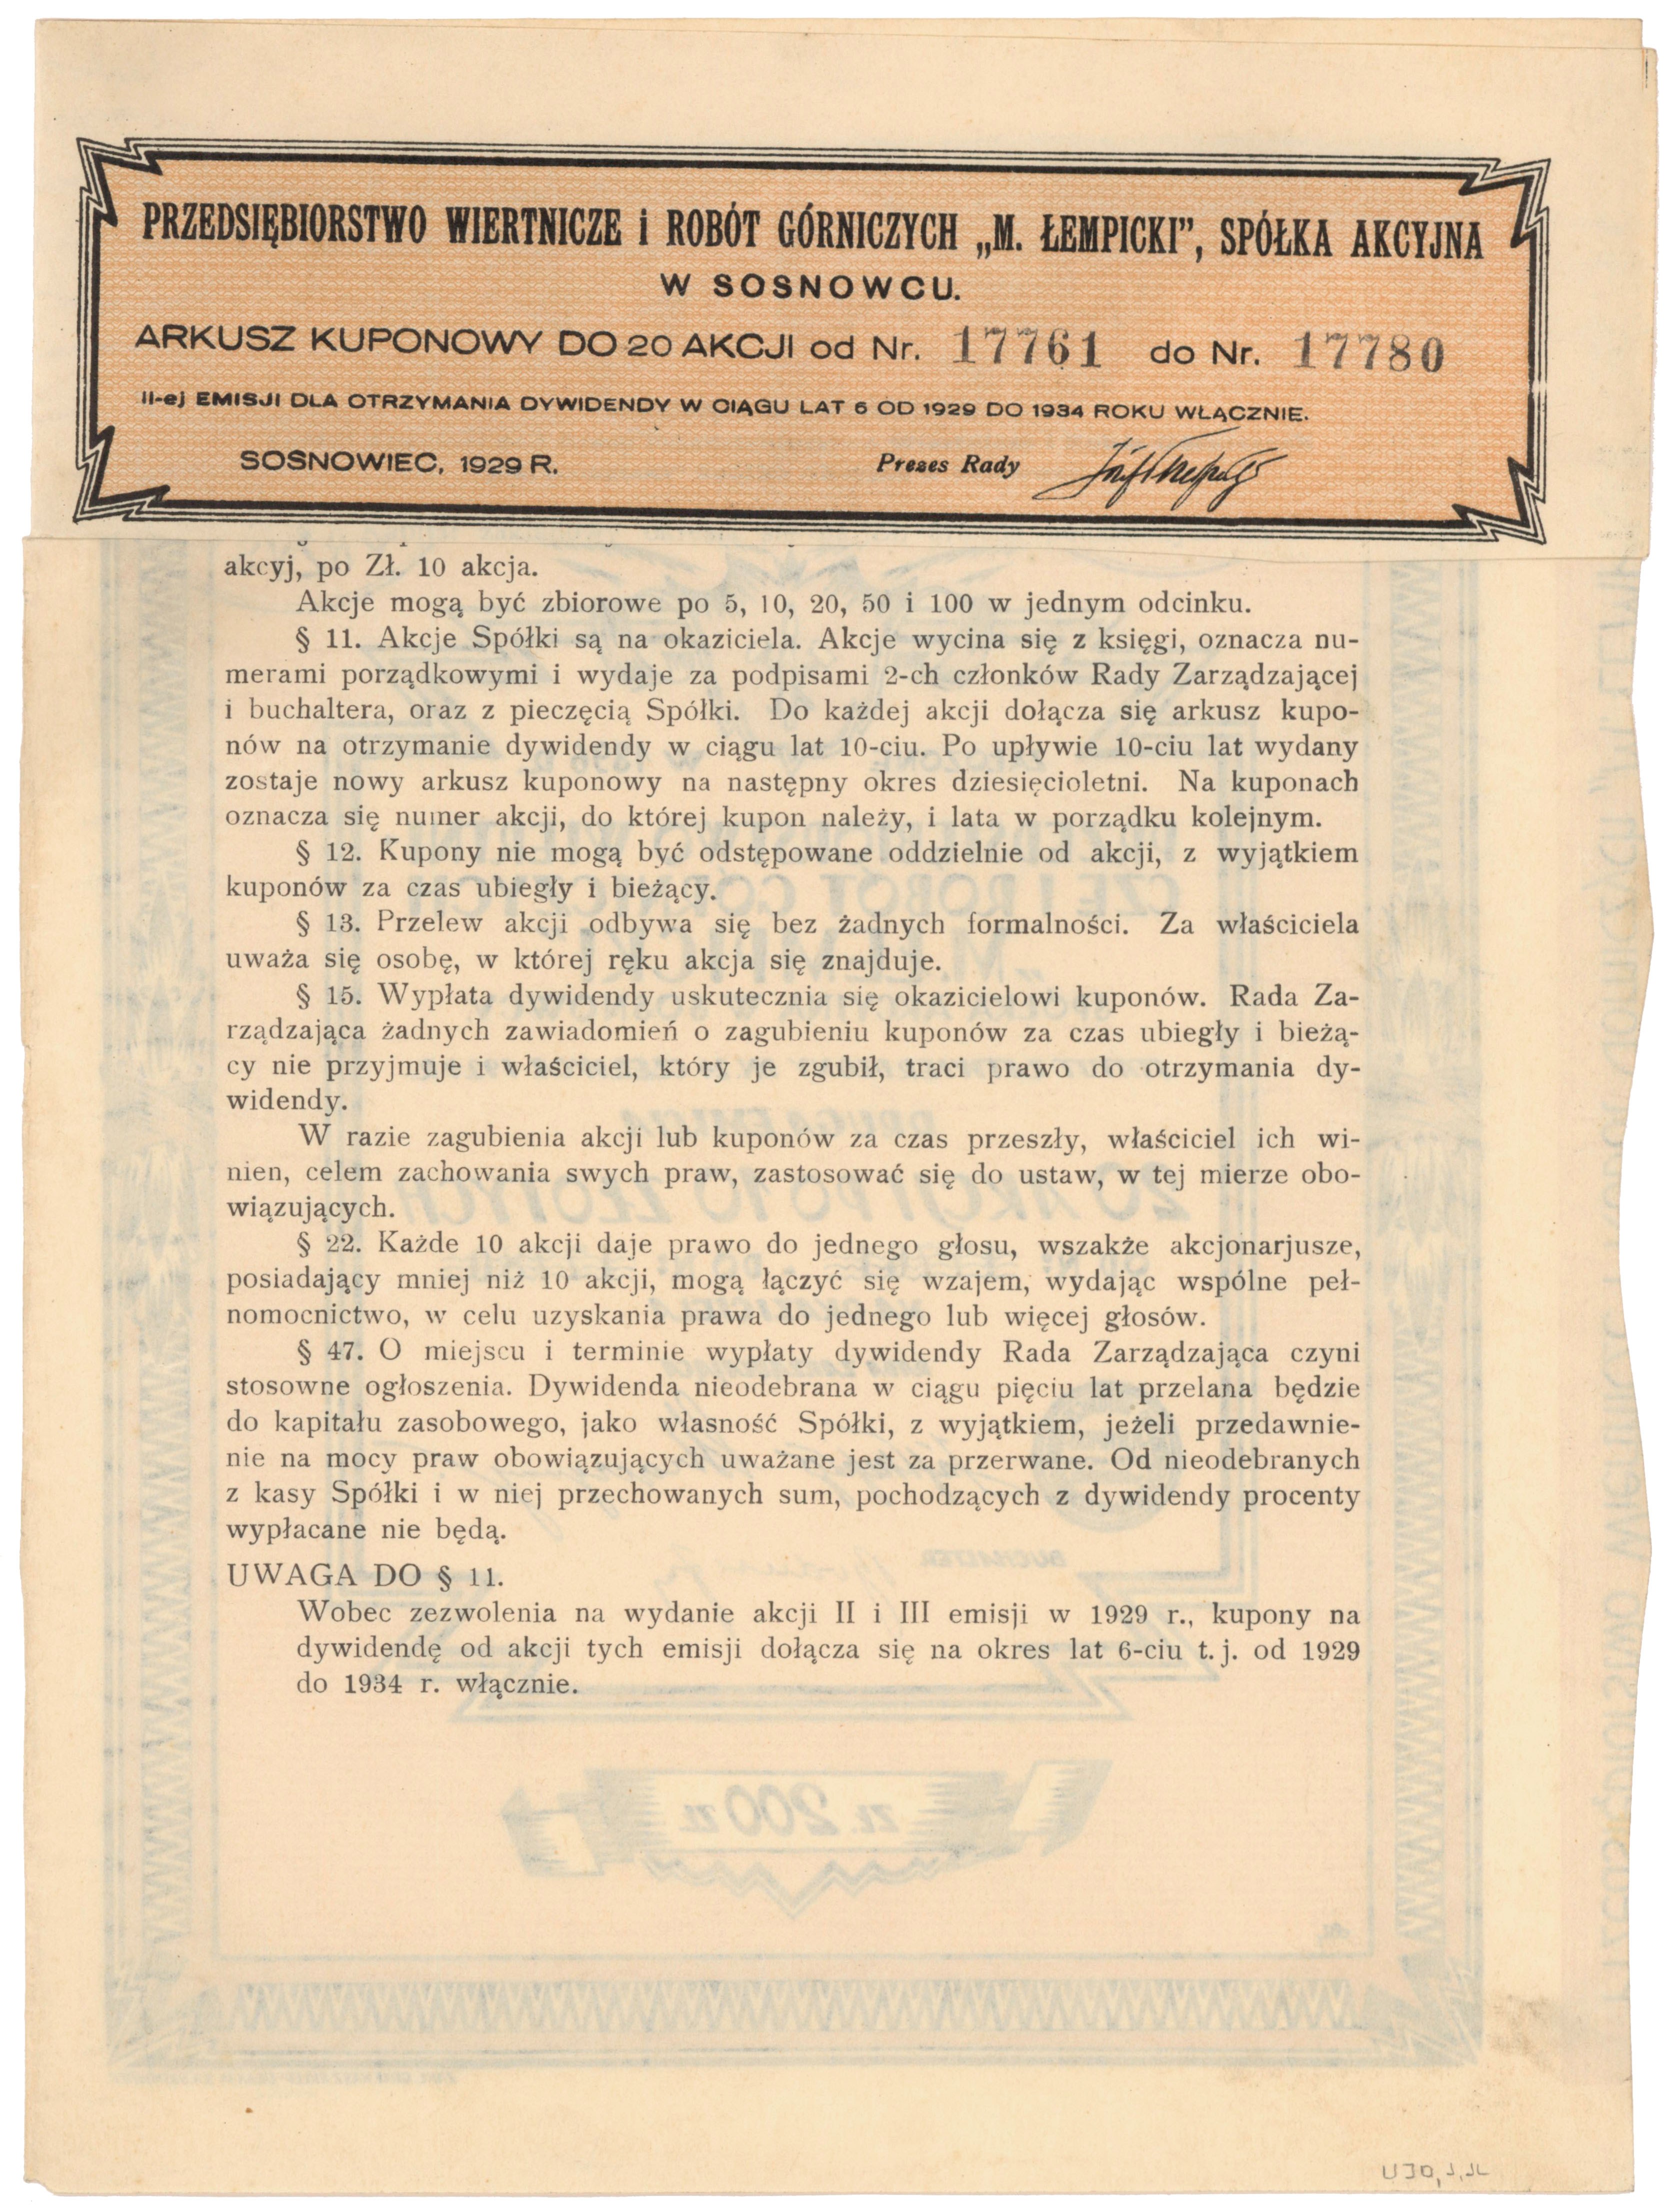 PRZEDSIĘBIORSTWO WIERTNICZE i ROBÓT GÓRNICZYCH „M. ŁEMPICKI”, SPÓŁKA AKCYJNA
W SOSNOWCU.
ARKUSZ KUPONOWY DO 20 AKCJI od Nr. 17761 do Nr. 17780
II-ej EMISJI DLA OTRZYMANIA DYWIDENDY W CIĄGU LAT 6 OD 1929 DO 1934 ROKU WŁĄCZNIE.
SOSNOWIEC, 1929 R. Prezes Rady
akcyj, po Zł. 10 akcja.
Akcje mogą być zbiorowe po 5, 10, 20, 50 i 100 w jednym odcinku.
§ 11. Akcje Spółki są na okaziciela. Akcje wycina się z księgi, oznacza nu-
merami porządkowymi i wydaje za podpisami 2-ch członków Rady Zarządzającej
i buchaltera, oraz z pieczęcią Spółki. Do każdej akcji dołącza się arkusz kupo-
nów na otrzymanie dywidendy w ciągu lat 10-ciu. Po upływie 10-ciu lat wydany
zostaje nowy arkusz kuponowy na następny okres dziesięcioletni. Na kuponach
oznacza się numer akcji, do której kupon należy, i lata w porządku kolejnym.
§ 12. Kupony nie mogą być odstępowane oddzielnie od akcji, z wyjątkiem
kuponów za czas ubiegły i bieżący.
§ 13. Przelew akcji odbywa się bez żadnych formalności. Za właściciela
uważa się osobę, w której ręku akcja się znajduje.
§ 15. Wypłata dywidendy uskutecznia się okazicielowi kuponów. Rada Za-
rządzająca żadnych zawiadomień o zagubieniu kuponów za czas ubiegły i bieżą-
cy nie przyjmuje i właściciel, który je zgubił, traci prawo do otrzymania dy-
widendy.
W razie zagubienia akcji lub kuponów za czas przeszły, właściciel ich wi-
nien, celem zachowania swych praw, zastosować się do ustaw, w tej mierze obo-
wiązujących.
§ 22. Każde 10 akcji daje prawo do jednego głosu, wszakże akcjonarjusze,
posiadający mniej niż 10 akcji, mogą łączyć się wzajem, wydając wspólne peł-
nomocnictwo, w celu uzyskania prawa do jednego lub więcej głosów.
§ 47. O miejscu i terminie wypłaty dywidendy Rada Zarządzająca czyni
stosowne ogłoszenia. Dywidenda nieodebrana w ciągu pięciu lat przelana będzie
do kapitału zasobowego, jako własność Spółki, z wyjątkiem, jeżeli przedawnie-
nie na mocy praw obowiązujących uważane jest za przerwane. Od nieodebranych
z kasy Spółki i w niej przechowanych sum, pochodzących z dywidendy procenty
wypłacane nie będą.
UWAGA DO § 11.
Wobec zezwolenia na wydanie akcji II i III emisji w 1929 r., kupony na
dywidendę od akcji tych emisji dołącza się na okres lat 6-ciu t. j. od 1929
do 1934 r. włącznie.